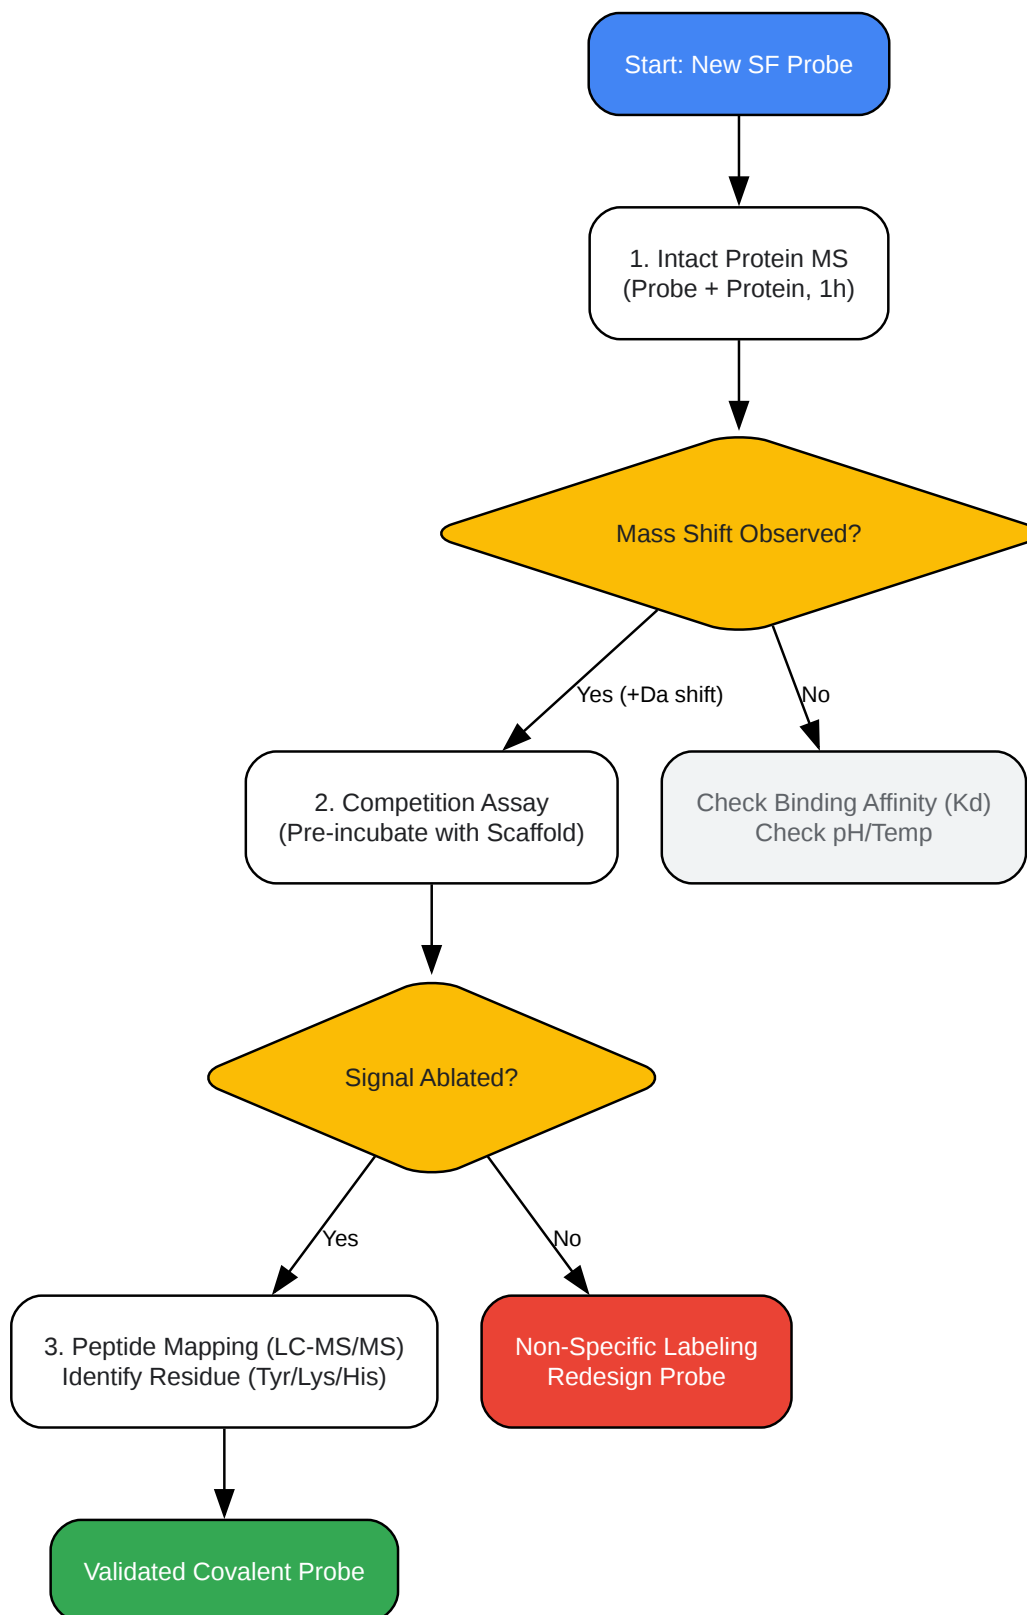 Start: New SF Probe
1. Intact Protein MS
(Probe + Protein, 1h)
Mass Shift Observed?
Yes (+Da shift)
No
2. Competition Assay
(Pre-incubate with Scaffold)
Check Binding Affinity (Kd)
Check pH/Temp
Signal Ablated?
Yes
No
3. Peptide Mapping (LC-MS/MS)
Identify Residue (Tyr/Lys/His)
Non-Specific Labeling
Redesign Probe
Validated Covalent Probe